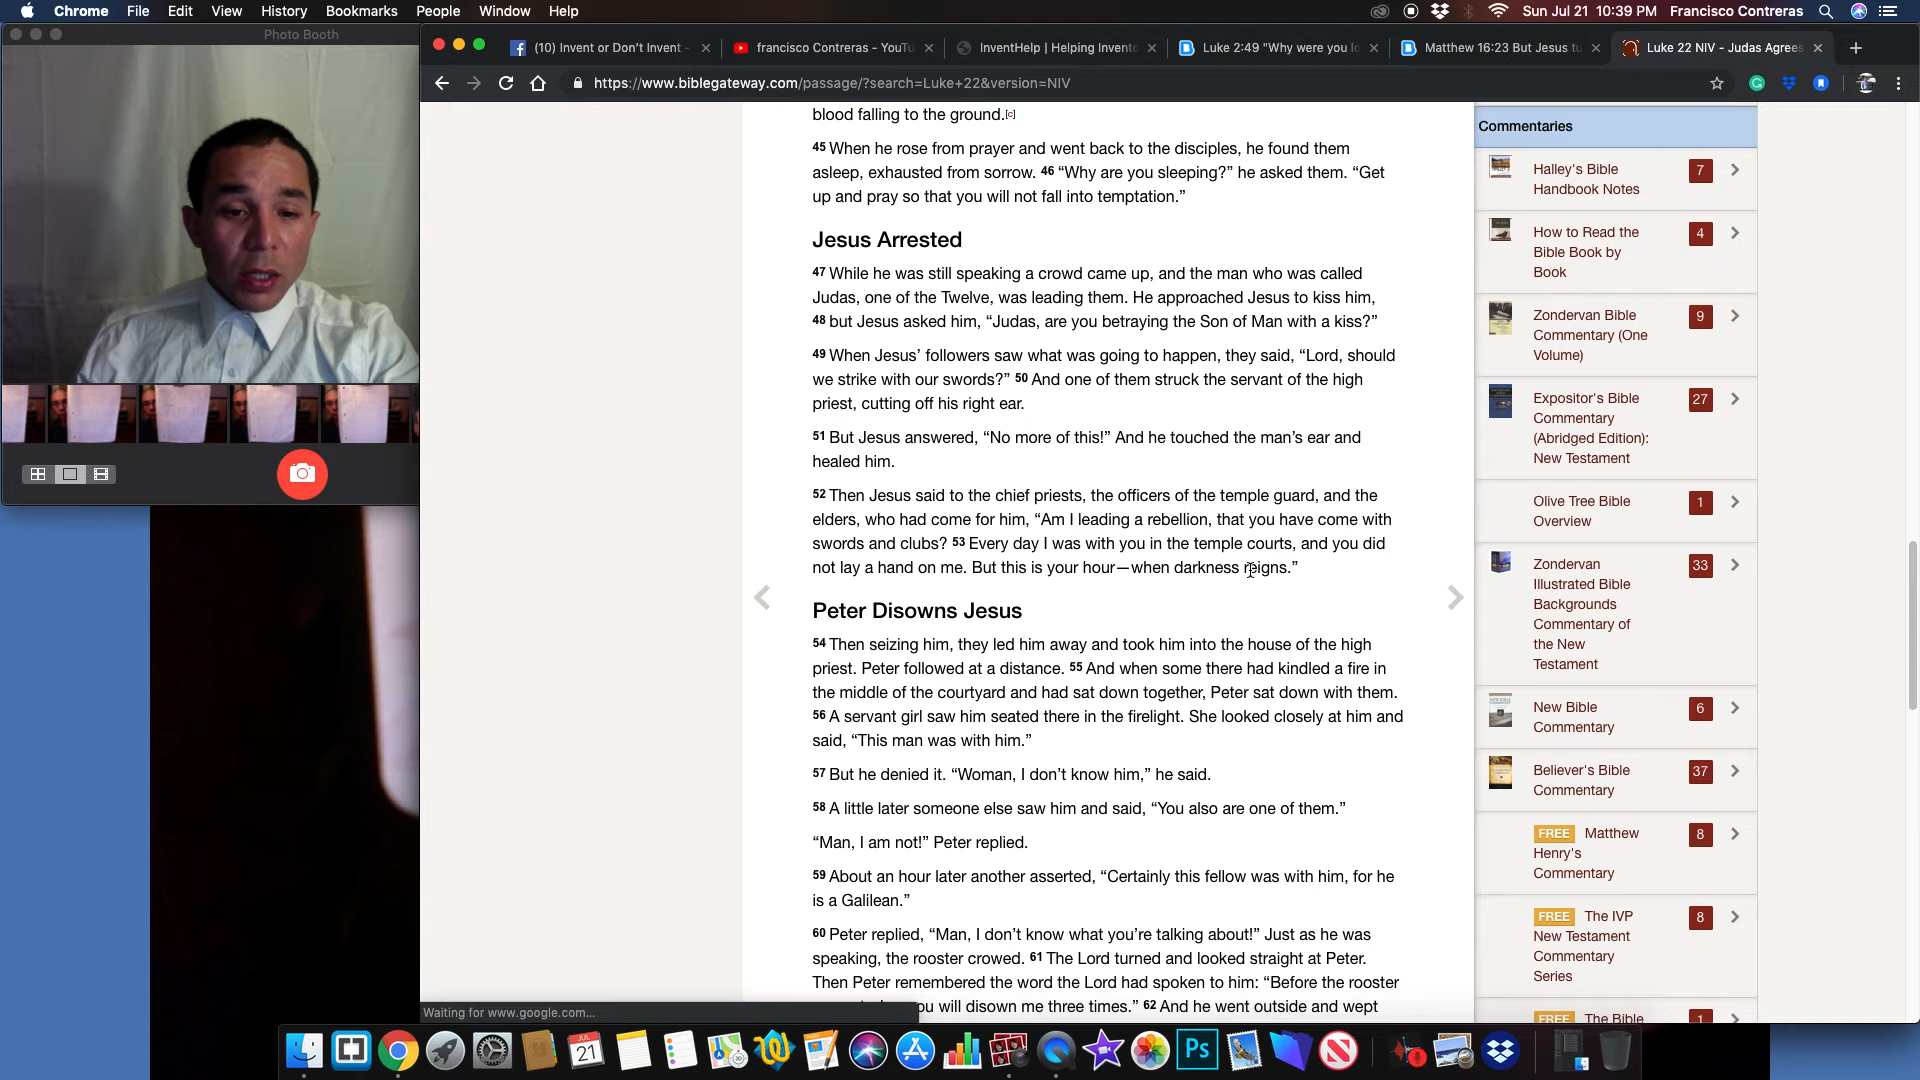 Chrome File Edit View History Bookmarks People Window Help
Sun Jul 21 10:39 PM Francisco Contreras
Photo Booth
(10) Invent or Don't Invent -
francisco Contreras - YouTu
InventHelp | Helping Invento
Luke 2:49 "Why were you lo
Matthew 16:23 But Jesus tu
Luke 22 NIV - Judas Agrees
https://www.biblegateway.com/passage/?search=Luke+22&version=NIV
blood falling to the ground.[c]
45 When he rose from prayer and went back to the disciples, he found them
asleep, exhausted from sorrow. 46 “Why are you sleeping?” he asked them. “Get
up and pray so that you will not fall into temptation.”
Jesus Arrested
47 While he was still speaking a crowd came up, and the man who was called
Judas, one of the Twelve, was leading them. He approached Jesus to kiss him,
48 but Jesus asked him, “Judas, are you betraying the Son of Man with a kiss?”
49 When Jesus’ followers saw what was going to happen, they said, “Lord, should
we strike with our swords?” 50 And one of them struck the servant of the high
priest, cutting off his right ear.
51 But Jesus answered, “No more of this!” And he touched the man’s ear and
healed him.
52 Then Jesus said to the chief priests, the officers of the temple guard, and the
elders, who had come for him, “Am I leading a rebellion, that you have come with
swords and clubs? 53 Every day I was with you in the temple courts, and you did
not lay a hand on me. But this is your hour—when darkness reigns.”
Peter Disowns Jesus
54 Then seizing him, they led him away and took him into the house of the high
priest. Peter followed at a distance. 55 And when some there had kindled a fire in
the middle of the courtyard and had sat down together, Peter sat down with them.
56 A servant girl saw him seated there in the firelight. She looked closely at him and
said, “This man was with him.”
57 But he denied it. “Woman, I don’t know him,” he said.
58 A little later someone else saw him and said, “You also are one of them.”
“Man, I am not!” Peter replied.
59 About an hour later another asserted, “Certainly this fellow was with him, for he
is a Galilean.”
60 Peter replied, “Man, I don’t know what you’re talking about!” Just as he was
speaking, the rooster crowed. 61 The Lord turned and looked straight at Peter.
Then Peter remembered the word the Lord had spoken to him: “Before the rooster
you will disown me three times.” 62 And he went outside and wept
Waiting for www.google.com...
Commentaries
Halley's Bible
Handbook Notes
7
How to Read the
Bible Book by
Book
4
Zondervan Bible
Commentary (One
Volume)
9
Expositor's Bible
Commentary
(Abridged Edition):
New Testament
27
Olive Tree Bible
Overview
1
Zondervan
Illustrated Bible
Backgrounds
Commentary of
the New
Testament
33
New Bible
Commentary
6
Believer's Bible
Commentary
37
FREE Matthew
Henry's
Commentary
8
FREE The IVP
New Testament
Commentary
Series
8
FREE The Bible
1
JUL
21
Ps